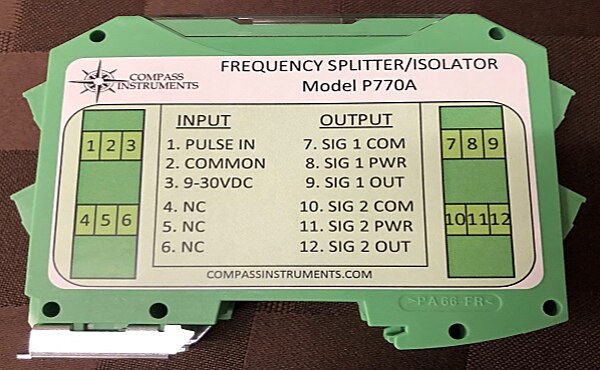 COMPASS
INSTRUMENTS
FREQUENCY SPLITTER/ISOLATOR
Model P770A
INPUT
1. PULSE IN
2. COMMON
3. 9-30VDC
4. NC
5. NC
6. NC
OUTPUT
7. SIG 1 COM
8. SIG 1 PWR
9. SIG 1 OUT
10. SIG 2 COM
11. SIG 2 PWR
12. SIG 2 OUT
1 2 3
4 5 6
7 8 9
10 11 12
COMPASSINSTRUMENTS.COM
>PA 66-FR<